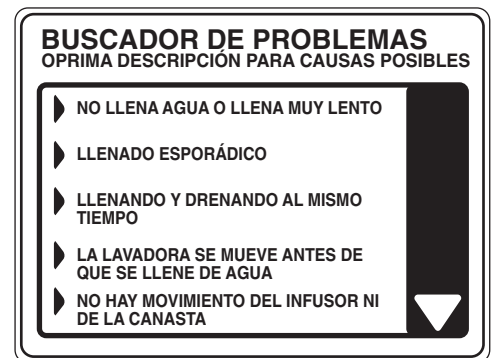 BUSCADOR DE PROBLEMAS
OPRIMA DESCRIPCIÓN PARA CAUSAS POSIBLES
NO LLENA AGUA O LLENA MUY LENTO
LLENADO ESPORÁDICO
LLENANDO Y DRENANDO AL MISMO
TIEMPO
LA LAVADORA SE MUEVE ANTES DE
QUE SE LLENE DE AGUA
NO HAY MOVIMIENTO DEL INFUSOR NI
DE LA CANASTA